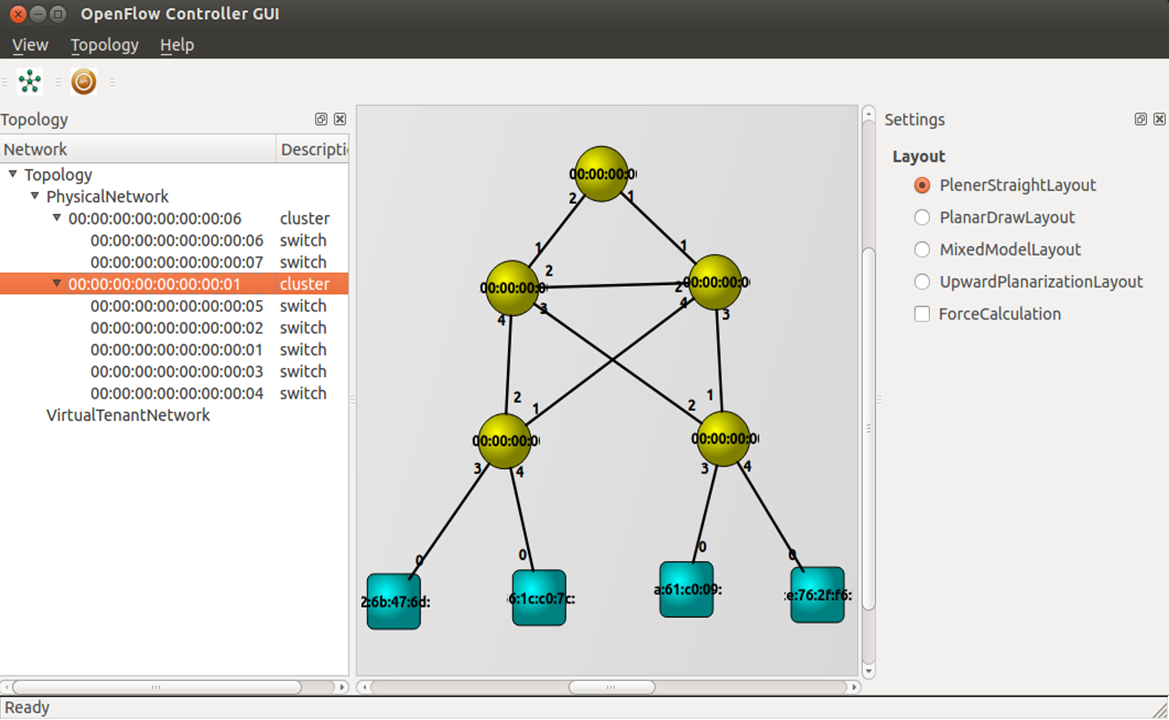 OpenFlow Controller GUI
View Topology Help
Topology
Network Descripti
Topology
PhysicalNetwork
00:00:00:00:00:00:00:06 cluster
00:00:00:00:00:00:00:06 switch
00:00:00:00:00:00:00:07 switch
00:00:00:00:00:00:00:01 cluster
00:00:00:00:00:00:00:05 switch
00:00:00:00:00:00:00:02 switch
00:00:00:00:00:00:00:01 switch
00:00:00:00:00:00:00:03 switch
00:00:00:00:00:00:00:04 switch
VirtualTenantNetwork
00:00:00:0
2 1
1 1
2
00:00:00:0 2 00:00:00:0
3 4
4 3
2 1 1 2
00:00:00:0 00:00:00:0
3 4 3 4
0 0 0 0
2:6b:47:6d: 6:1c:c0:7c: a:61:c0:09: e:76:2f:f6:
Settings
Layout
PlenerStraightLayout
PlanarDrawLayout
MixedModelLayout
UpwardPlanarizationLayout
ForceCalculation
Ready